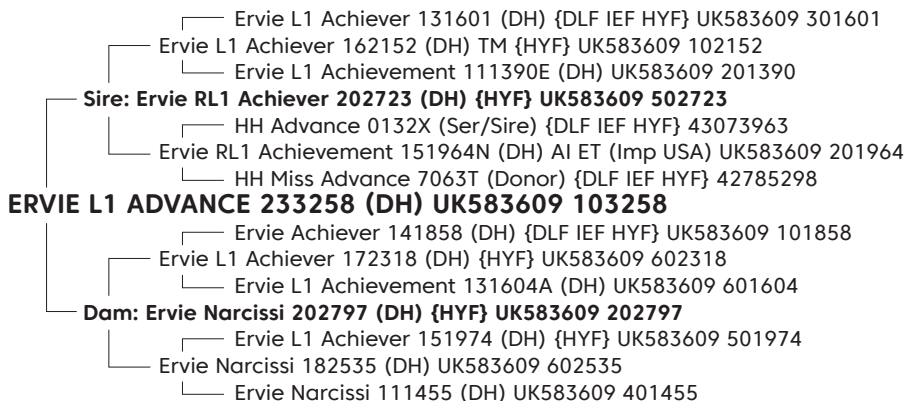 Ervie L1 Achiever 131601 (DH) {DLF IEF HYF} UK583609 301601
Ervie L1 Achiever 162152 (DH) TM {HYF} UK583609 102152
Ervie L1 Achievement 111390E (DH) UK583609 201390
Sire: Ervie RL1 Achiever 202723 (DH) {HYF} UK583609 502723
HH Advance 0132X (Ser/Sire) {DLF IEF HYF} 43073963
Ervie RL1 Achievement 151964N (DH) AI ET (Imp USA) UK583609 201964
HH Miss Advance 7063T (Donor) {DLF IEF HYF} 42785298
ERVIE L1 ADVANCE 233258 (DH) UK583609 103258
Ervie Achiever 141858 (DH) {DLF IEF HYF} UK583609 101858
Ervie L1 Achiever 172318 (DH) {HYF} UK583609 602318
Ervie L1 Achievement 131604A (DH) UK583609 601604
Dam: Ervie Narcissi 202797 (DH) {HYF} UK583609 202797
Ervie L1 Achiever 151974 (DH) {HYF} UK583609 501974
Ervie Narcissi 182535 (DH) UK583609 602535
Ervie Narcissi 111455 (DH) UK583609 401455